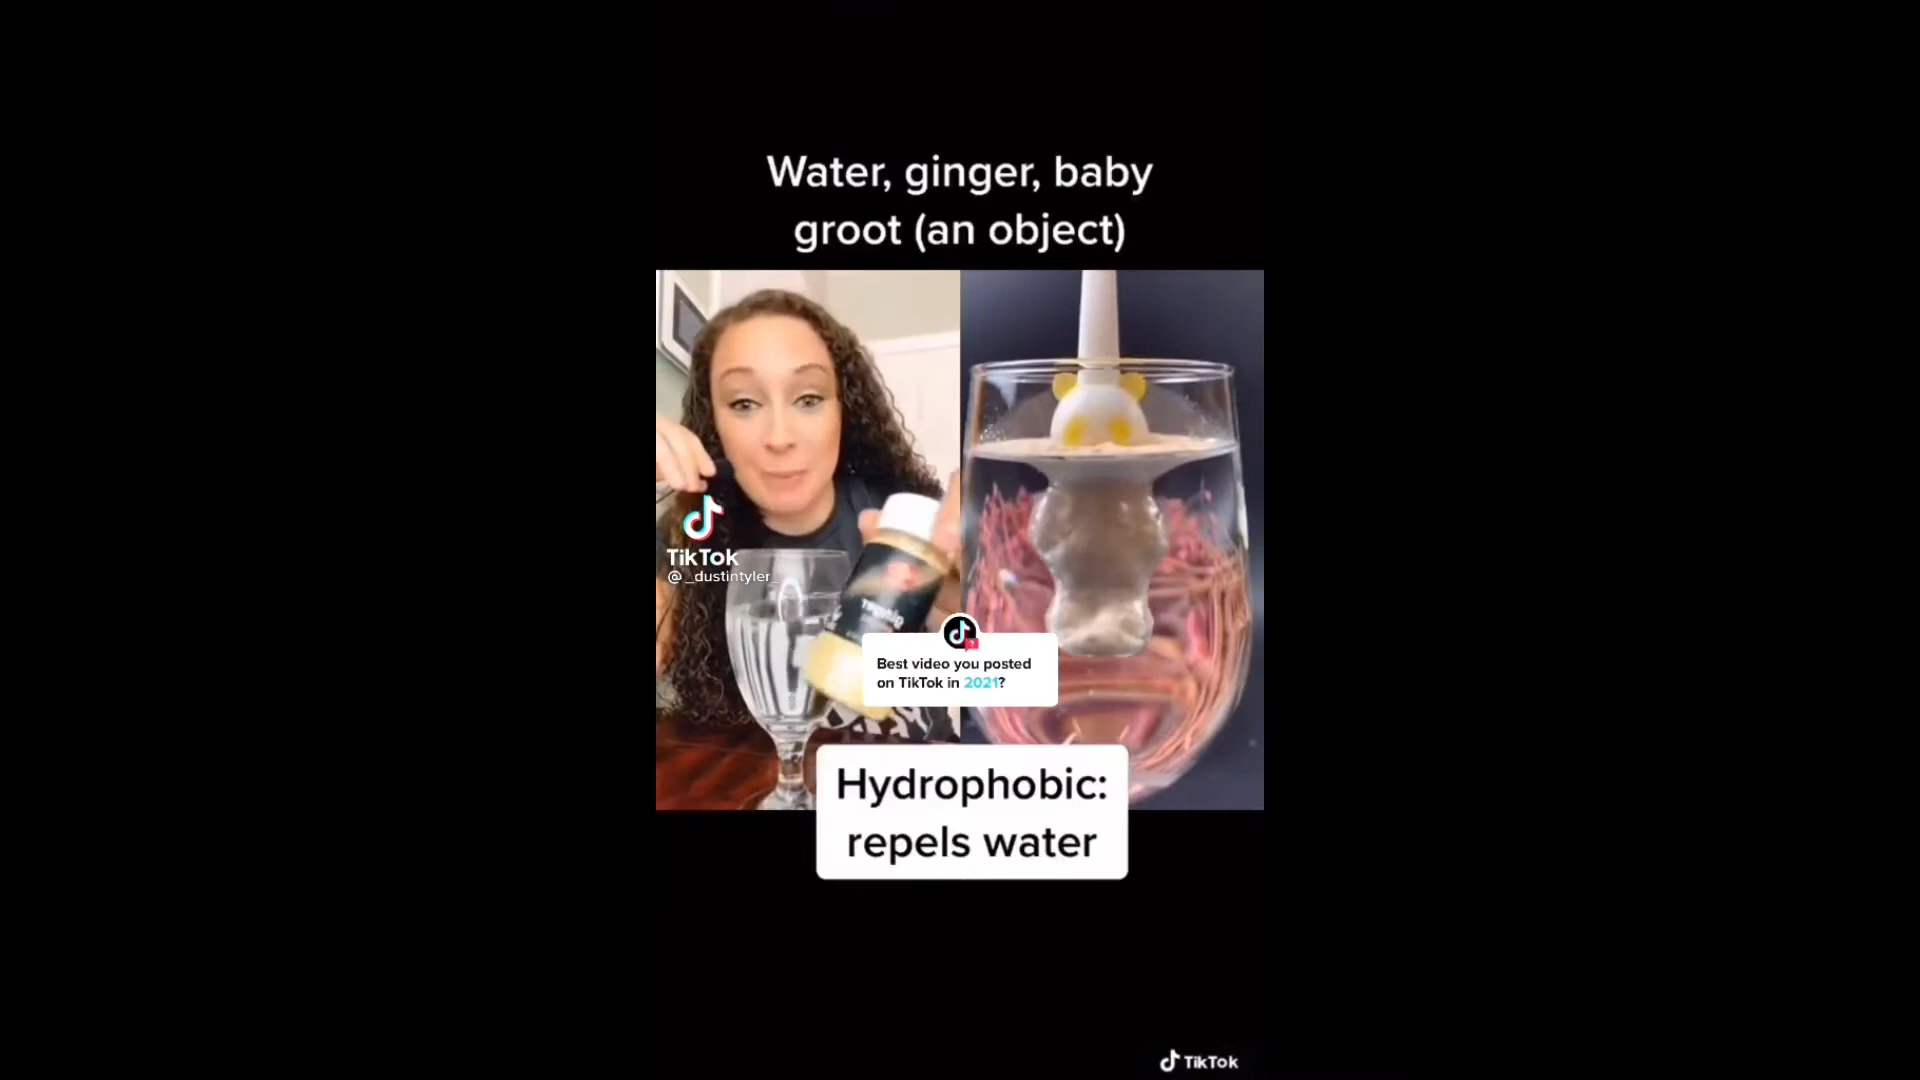 Water, ginger, baby
groot (an object)
TikTok
@_dustintyler_
Best video you posted
on TikTok in 2021?
Hydrophobic:
repels water
TikTok